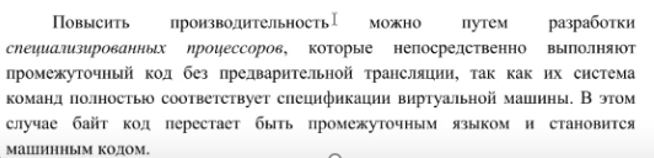 Повысить производительность можно путем разработки
специализированных процессоров, которые непосредственно выполняют
промежуточный код без предварительной трансляции, так как их система
команд полностью соответствует спецификации виртуальной машины. В этом
случае байт код перестает быть промежуточным языком и становится
машинным кодом.